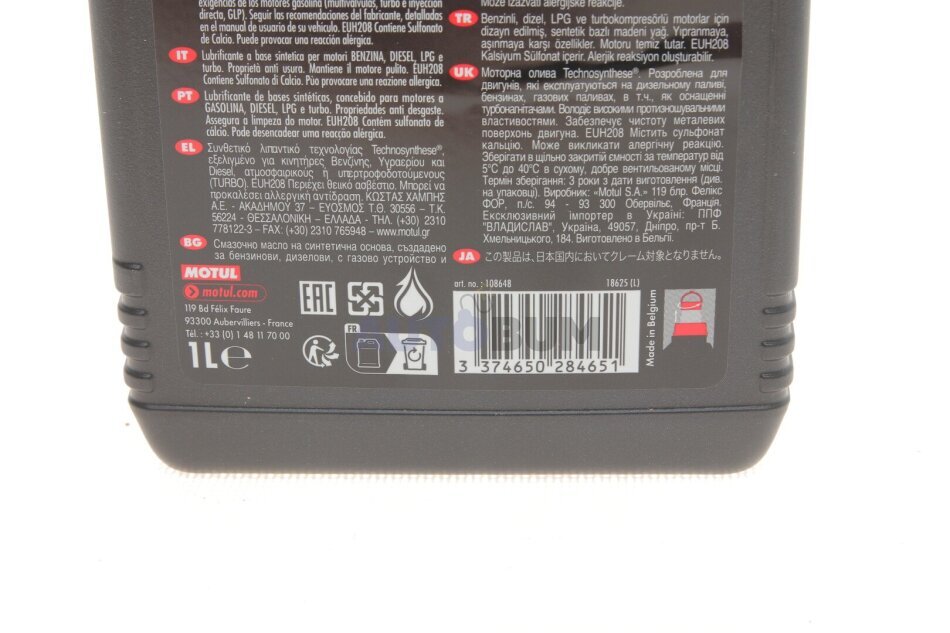 exigencias de los motores gasolina (multiválvulas, turbo e inyección
directa, GLP). Seguir las recomendaciones del fabricante, detalladas
en el manual de usuario de su vehículo. EUH208 Contiene Sulfonato
de Calcio. Puede provocar una reacción alérgica.
IT Lubrificante a base sintetica per motori BENZINA, DIESEL, LPG e
turbo. Proprietà anti usura. Mantiene il motore pulito. EUH208
Contiene Sulfonato di Calcio. Può provocare una reazione allergica.
PT Lubrificante de bases sintéticas, concebido para motores a
GASOLINA, DIESEL, LPG e turbo. Propriedades anti desgaste.
Assegura a limpeza do motor. EUH208 Contém sulfonato de
cálcio. Pode desencadear uma reacção alérgica.
EL Συνθετικό λιπαντικό τεχνολογίας Technosynthese®,
εξελιγμένο για κινητήρες Βενζίνης, Υγραερίου και
Diesel, ατμοσφαιρικούς ή υπερτροφοδοτούμενους
(TURBO). EUH208 Περιέχει θειικό ασβέστιο. Μπορεί να
προκαλέσει αλλεργική αντίδραση. ΚΩΣΤΑΣ ΧΑΜΠΗΣ
Α.Ε. - ΑΚΑΔΗΜΟΥ 37 – ΕΥΟΣΜΟΣ Τ.Θ. 30556 – Τ.Κ.
56224 - ΘΕΣΣΑΛΟΝΙΚΗ – ΕΛΛΑΔΑ - ΤΗΛ: (+30) 2310
778122-3 – FAX: (+30) 2310 765948 – www.motul.gr
BG Смазочно масло на синтетична основа, създадено
за бензинови, дизелови, с газово устройство и
MOTUL
motul.com
119 Bd Félix Faure
93300 Aubervilliers - France
Tél. : +33 (0) 1 48 11 70 00
1L e
EAC
FR
Може izazvati alergijske reakcije.
TR Benzinli, dizel, LPG ve turbokompresörlü motorlar için
dizayn edilmiş, sentetik bazlı madeni yağ. Yıpranmaya,
aşınmaya karşı özellikler. Motoru temiz tutar. EUH208
Kalsiyum Sülfonat içerir. Alerjik reaksiyon oluşturabilir.
UK Моторна олива Technosynthese®. Розроблена для
двигунів, які експлуатуються на дизельному паливі,
бензинах, газових паливах, в т.ч., як оснащенні
турбонагнітачами. Володіє високими протизношувальними
властивостями. Забезпечує чистоту металевих
поверхонь двигуна. EUH208 Містить сульфонат
кальцію. Може викликати алергічну реакцію.
Зберігати в щільно закритій ємності за температур від
5°С до 40°С в сухому, добре вентильованому місці.
Термін зберігання: 3 роки з дати виготовлення (див.
на упаковці). Виробник: «Motul S.A.» 119 блр. Фелікс
ФОР, п./с. 94 - 93 300 Обервільє, Франція.
Ексклюзивний імпортер в Україні: ППФ
"ВЛАДИСЛАВ", Україна, 49057, Дніпро, пр-т Б.
Хмельницького, 184. Виготовлено в Бельгії.
JA この製品は、日本国内においてクレーム対象となりません。
art. no. : 108648 18625 (L)
3 374650 284651
Made in Belgium
AUTOBUM